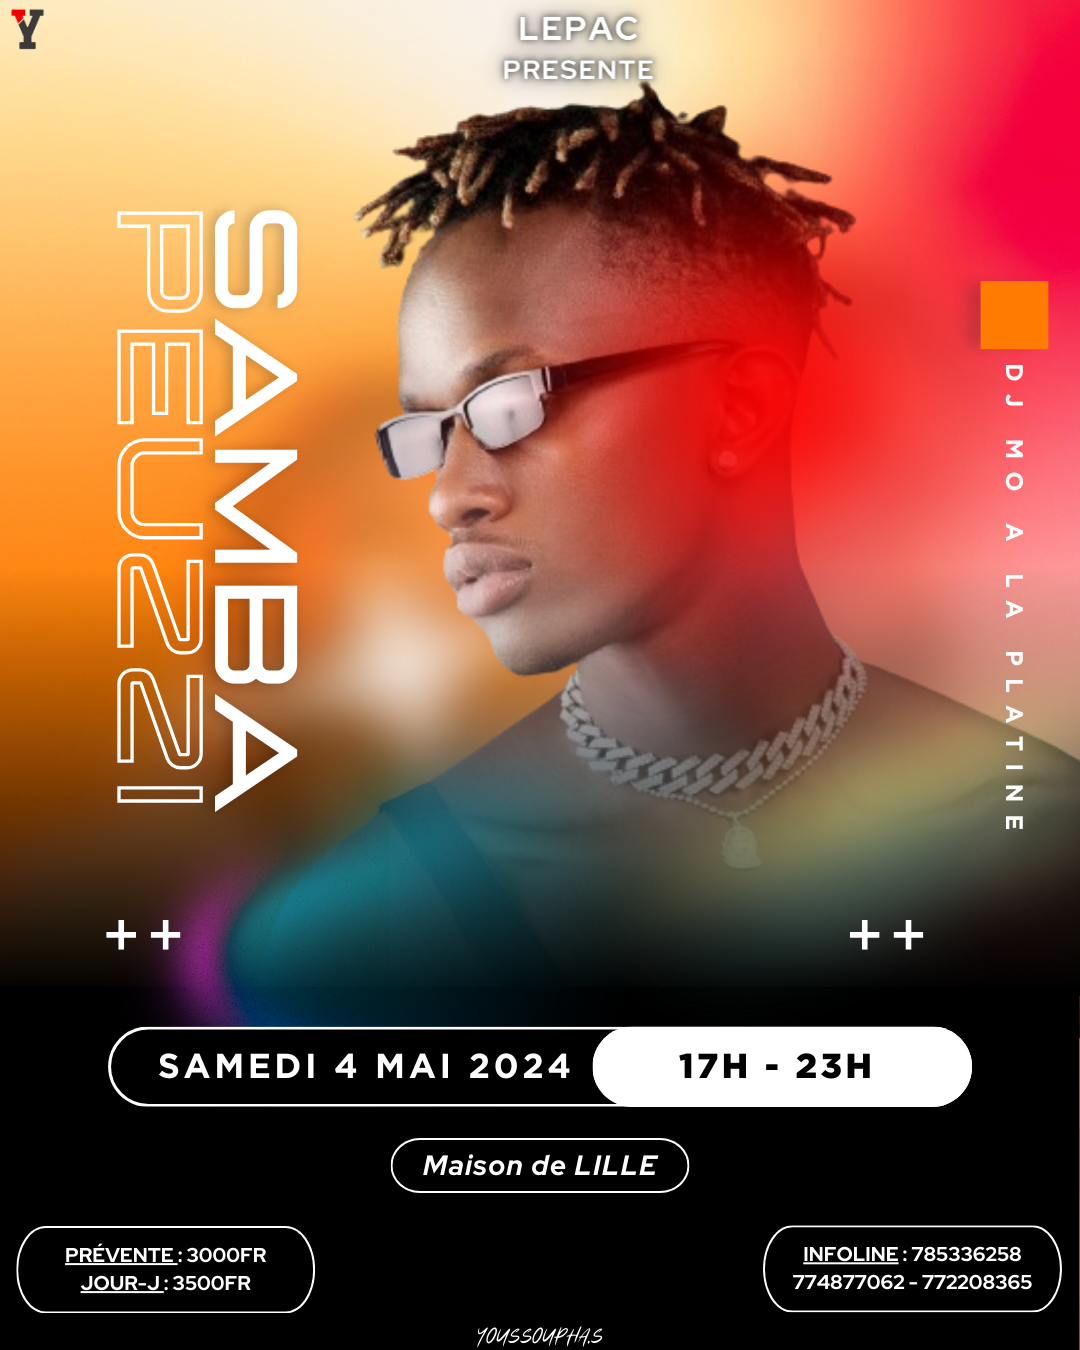 Y
LEPAC
PRESENTE
SAMBA
PEUZZI
DJ MO A LA PLATINE
++ ++
SAMEDI 4 MAI 2024 17H - 23H
Maison de LILLE
PRÉVENTE : 3000FR
JOUR-J : 3500FR
INFOLINE : 785336258
774877062 - 772208365
YOUSSOUPHA.S